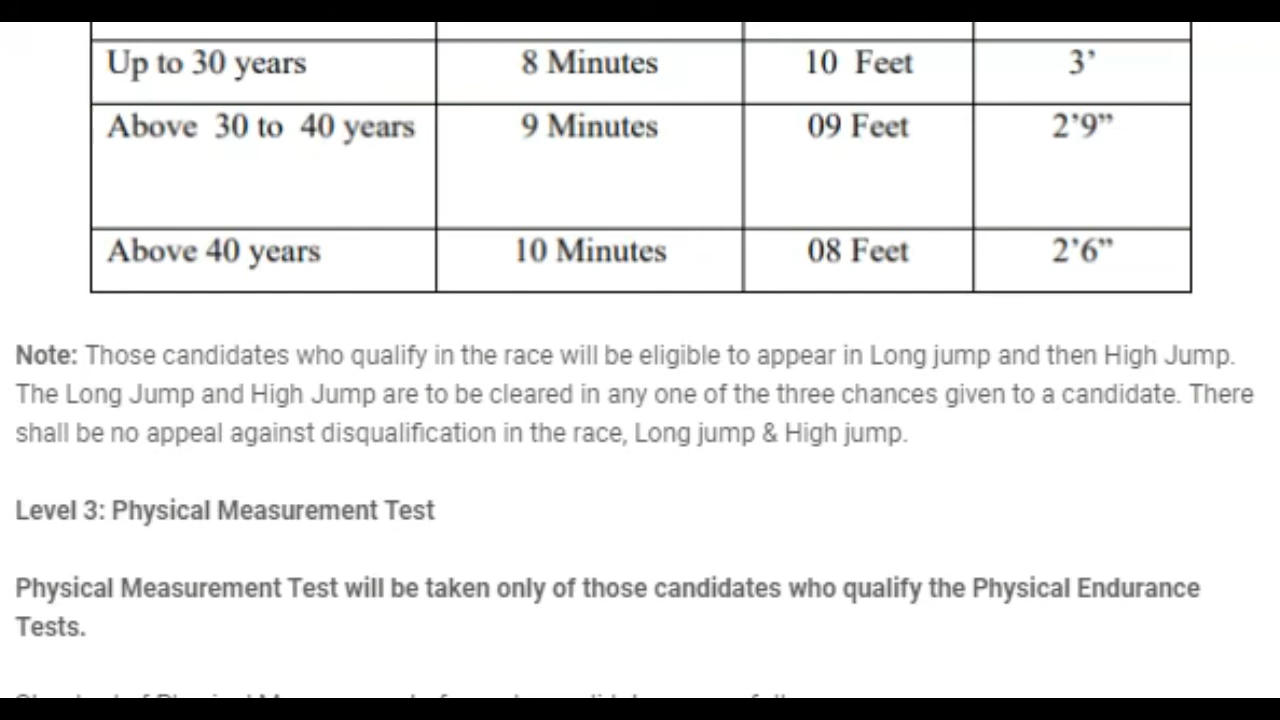 Up to 30 years 8 Minutes 10 Feet 3’
Above 30 to 40 years 9 Minutes 09 Feet 2’9”
Above 40 years 10 Minutes 08 Feet 2’6”
Note: Those candidates who qualify in the race will be eligible to appear in Long jump and then High Jump.
The Long Jump and High Jump are to be cleared in any one of the three chances given to a candidate. There
shall be no appeal against disqualification in the race, Long jump & High jump.
Level 3: Physical Measurement Test
Physical Measurement Test will be taken only of those candidates who qualify the Physical Endurance
Tests.